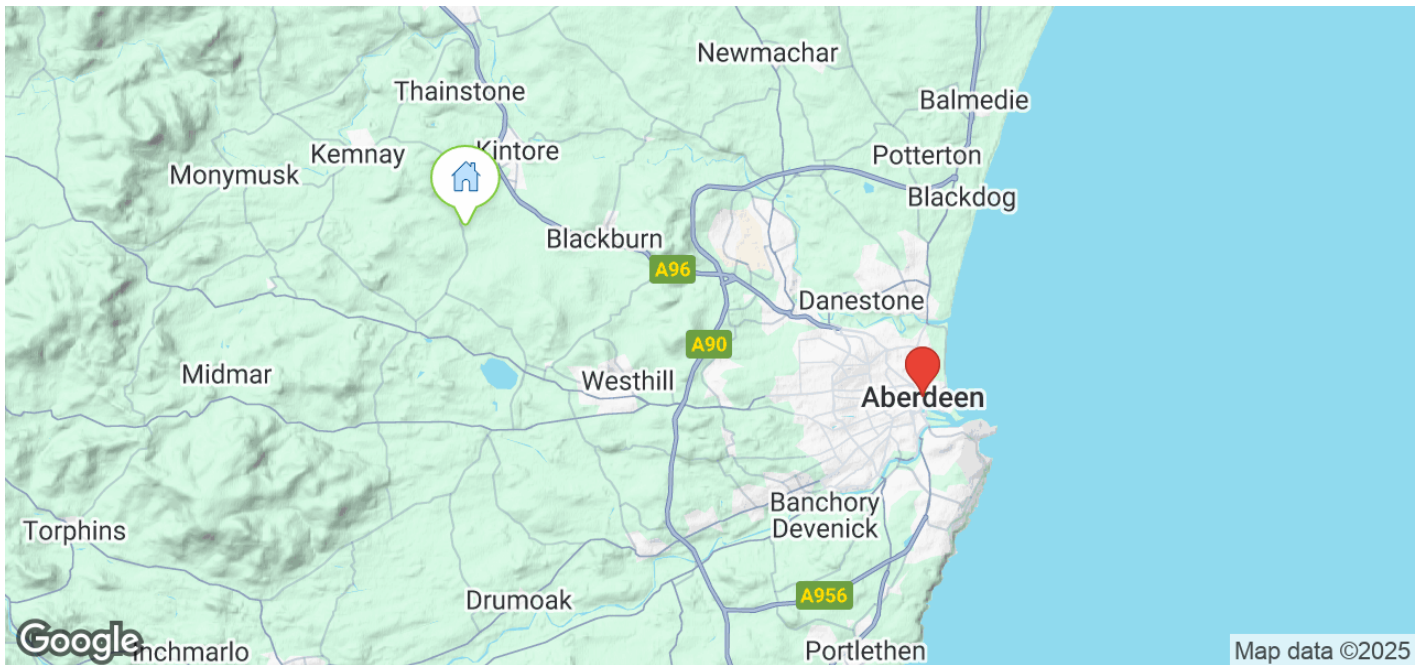 Newmachar
Thainstone
Balmedie
Kintore
Kemnay
Potterton
Monymusk
Blackdog
Blackburn
A96
Danestone
A90
Midmar
Westhill
Aberdeen
Banchory
Devenick
Torphins
A956
Drumoak
Google
Inchmarlo
Portlethen
Map data ©2025